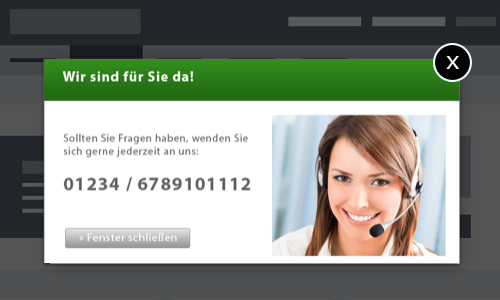 Wir sind für Sie da!
X
Sollten Sie Fragen haben, wenden Sie
sich gerne jederzeit an uns:
01234 / 6789101112
» Fenster schließen